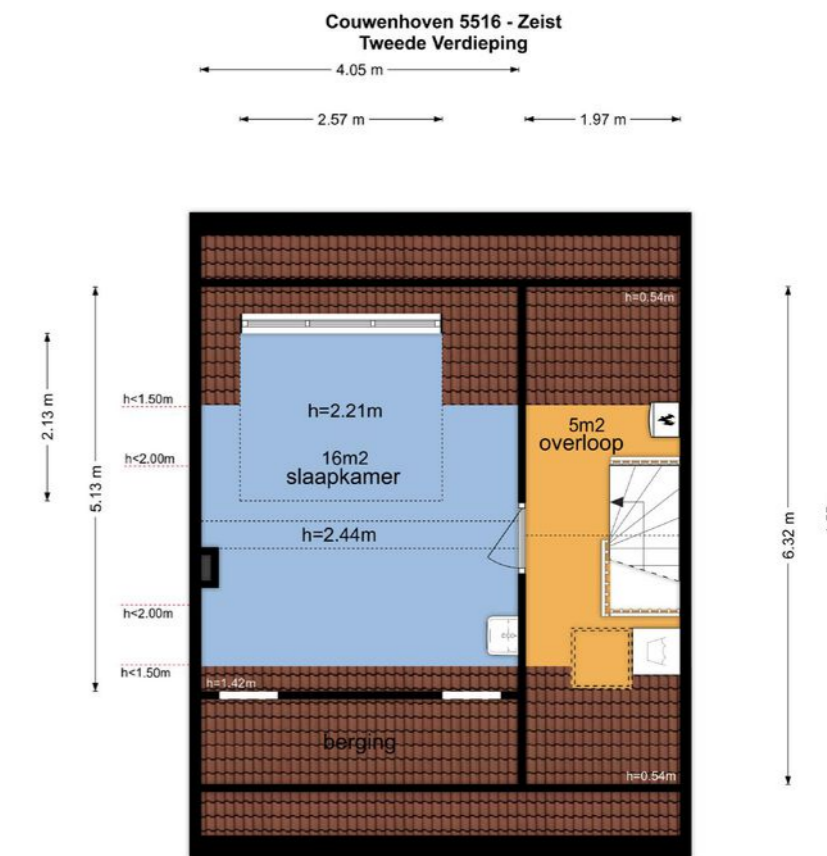 Couwenhoven 5516 - Zeist
Tweede Verdieping
4.05 m
2.57 m
1.97 m
h=0.54m
h<1.50m
h=2.21m
2.13 m
5m2
overloop
h<2.00m
16m2
slaapkamer
5.13 m
h=2.44m
6.32 m
h<2.00m
h<1.50m
h=1.42m
berging
h=0.54m